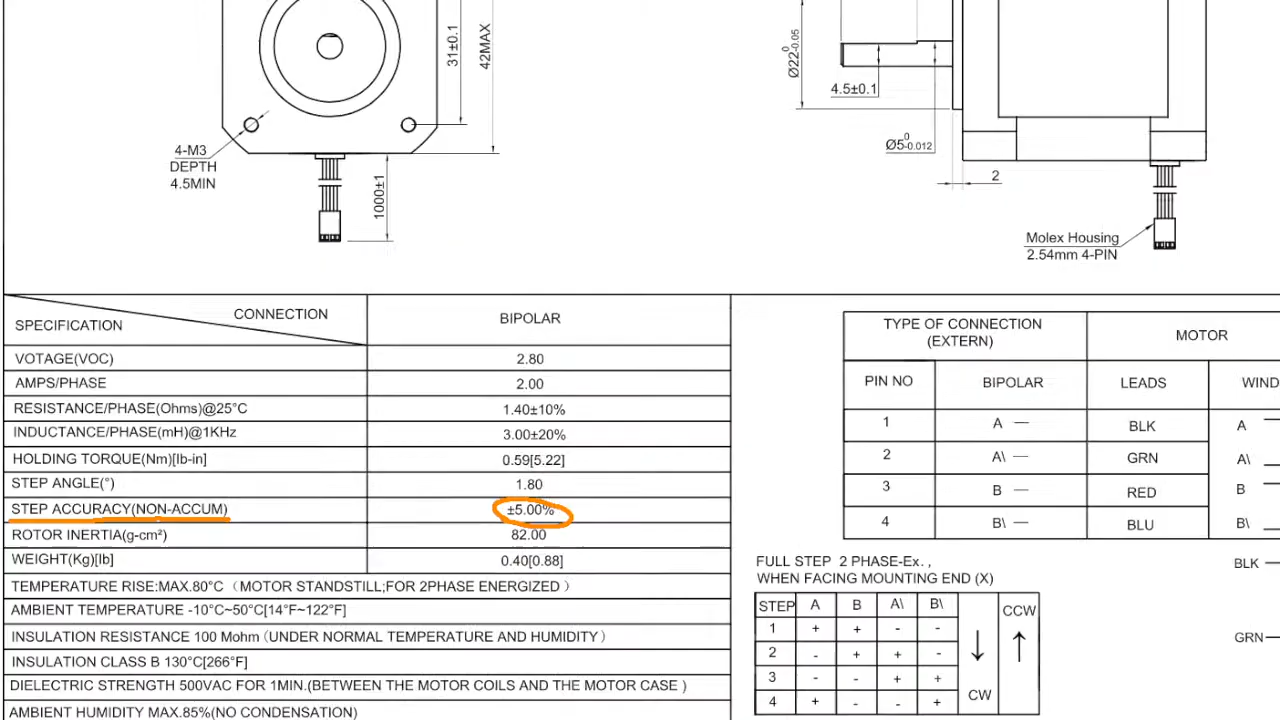 31±0.1
42MAX
4-M3
DEPTH
4.5MIN
1000±1
Ø22 0 -0.05
4.5±0.1
Ø5 0 -0.012
2
Molex Housing
2.54mm 4-PIN
CONNECTION
SPECIFICATION
BIPOLAR
VOTAGE(VOC) 2.80
AMPS/PHASE 2.00
RESISTANCE/PHASE(Ohms)@25°C 1.40±10%
INDUCTANCE/PHASE(mH)@1KHz 3.00±20%
HOLDING TORQUE(Nm)[lb-in] 0.59[5.22]
STEP ANGLE(°) 1.80
STEP ACCURACY(NON-ACCUM) ±5.00%
ROTOR INERTIA(g-cm²) 82.00
WEIGHT(Kg)[lb] 0.40[0.88]
TEMPERATURE RISE:MAX.80°C （MOTOR STANDSTILL;FOR 2PHASE ENERGIZED）
AMBIENT TEMPERATURE -10°C~50°C[14°F~122°F]
INSULATION RESISTANCE 100 Mohm（UNDER NORMAL TEMPERATURE AND HUMIDITY）
INSULATION CLASS B 130°C[266°F]
DIELECTRIC STRENGTH 500VAC FOR 1MIN.(BETWEEN THE MOTOR COILS AND THE MOTOR CASE )
AMBIENT HUMIDITY MAX.85%(NO CONDENSATION)
TYPE OF CONNECTION
(EXTERN)
MOTOR
PIN NO BIPOLAR LEADS WIND
1 A — BLK A
2 A\ — GRN A\
3 B — RED B
4 B\ — BLU B\
FULL STEP 2 PHASE-Ex. ,
WHEN FACING MOUNTING END (X)
STEP A B A\ B\ CCW
1 + + - -
2 - + + -
3 - - + +
4 + - - +
CW
BLK
GRN